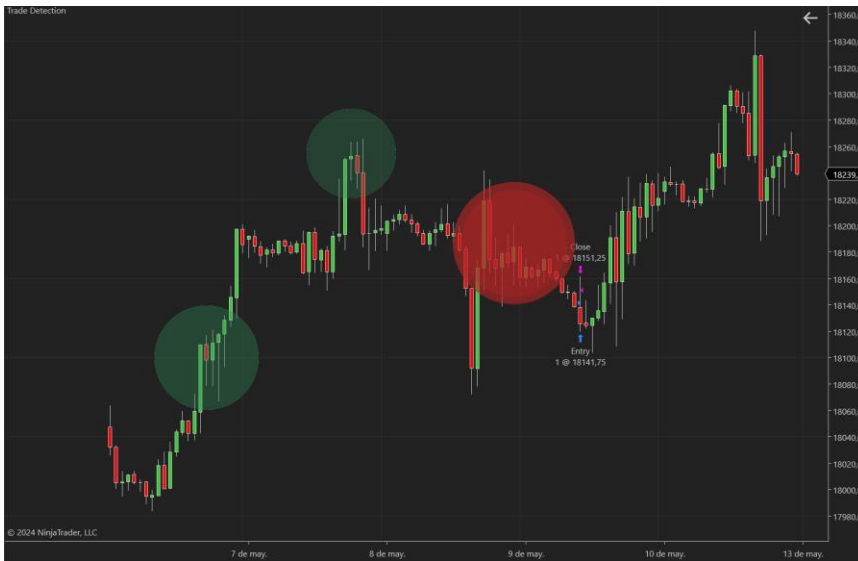 Trade Detection
18360,
18340,
18320,
18300,
18280,
18260,
18239,
18220,
18200,
18180,
18160,
18140,
18120,
18100,
18080,
18060,
18040,
18020,
18000,
17980,
Close
1 @ 18151,25
Entry
1 @ 18141,75
© 2024 NinjaTrader, LLC
7 de may.
8 de may.
9 de may.
10 de may.
13 de may.